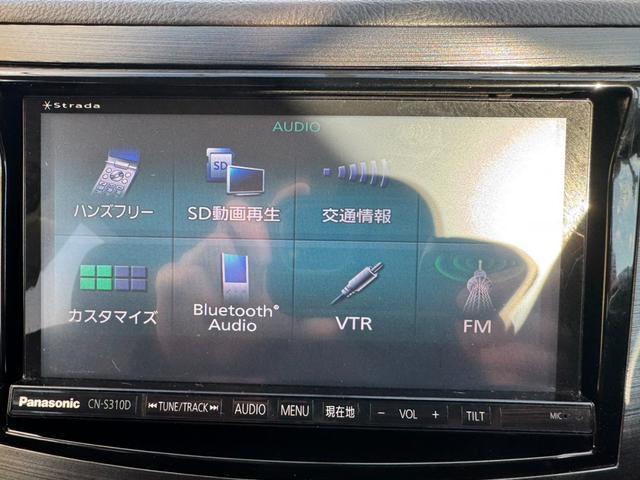 Strada
AUDIO
ハンズフリー
SD
SD動画再生
交通情報
カスタマイズ
Bluetooth®
Audio
VTR
FM
Panasonic CN-S310D TUNE/TRACK AUDIO MENU 現在地 − VOL + TILT MIC